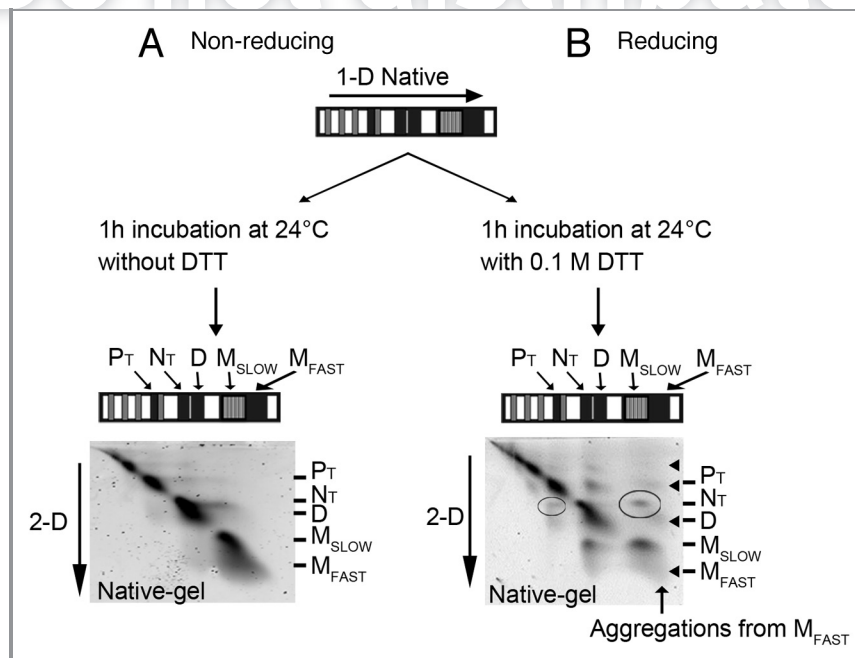 A Non-reducing
B Reducing
1-D Native
1h incubation at 24°C
without DTT
1h incubation at 24°C
with 0.1 M DTT
PT NT D MSLOW MFAST
PT NT D MSLOW MFAST
2-D
PT
NT
D
MSLOW
MFAST
Native-gel
2-D
PT
NT
D
MSLOW
MFAST
Native-gel
Aggregations from MFAST